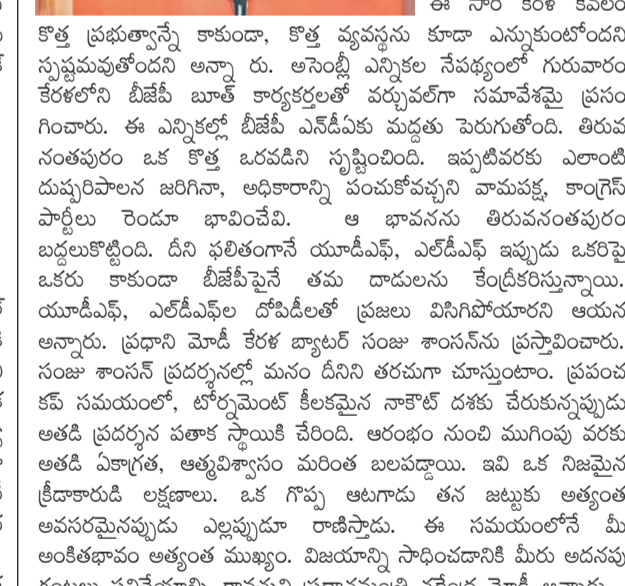 ఈ సారి కేరళ కేవలం
కొత్త ప్రభుత్వాన్నే కాకుండా, కొత్త వ్యవస్థను కూడా ఎన్నుకుంటోందని
స్పష్టమవుతోందని అన్నా రు. అసెంబ్లీ ఎన్నికల నేపథ్యంలో గురువారం
కేరళలోని బీజేపీ బూత్ కార్యకర్తలతో వర్చువల్‌గా సమావేశమై ప్రసం
గించారు. ఈ ఎన్నికల్లో బీజేపీ ఎన్‌డీఏకు మద్దతు పెరుగుతోంది. తిరువ
నంతపురం ఒక కొత్త ఒరవడిని సృష్టించింది. ఇప్పటివరకు ఎలాంటి
దుష్పరిపాలన జరిగినా, అధికారాన్ని పంచుకోవచ్చని వామపక్ష, కాంగ్రెస్
పార్టీలు రెండూ భావించేవి. ఆ భావనను తిరువనంతపురం
బద్దలుకొట్టింది. దీని ఫలితంగానే యూడీఎఫ్, ఎల్‌డీఎఫ్ ఇప్పుడు ఒకరిపై
ఒకరు కాకుండా బీజేపీపైనే తమ దాడులను కేంద్రీకరిస్తున్నాయి.
యూడీఎఫ్, ఎల్‌డీఎఫ్‌ల దోపిడీలతో ప్రజలు విసిగిపోయారని ఆయన
అన్నారు. ప్రధాని మోడీ కేరళ బ్యాటర్ సంజు శాంసన్‌ను ప్రస్తావించారు.
సంజు శాంసన్ ప్రదర్శనల్లో మనం దీనిని తరచుగా చూస్తుంటాం. ప్రపంచ
కప్ సమయంలో, టోర్నమెంట్ కీలకమైన నాకౌట్ దశకు చేరుకున్నప్పుడు
అతడి ప్రదర్శన పతాక స్థాయికి చేరింది. ఆరంభం నుంచి ముగింపు వరకు
అతడి ఏకాగ్రత, ఆత్మవిశ్వాసం మరింత బలపడ్డాయి. ఇవి ఒక నిజమైన
క్రీడాకారుడి లక్షణాలు. ఒక గొప్ప ఆటగాడు తన జట్టుకు అత్యంత
అవసరమైనప్పుడు ఎల్లప్పుడూ రాణిస్తాడు. ఈ సమయంలోనే మీ
అంకితభావం అత్యంత ముఖ్యం. విజయాన్ని సాధించడానికి మీరు అదనపు